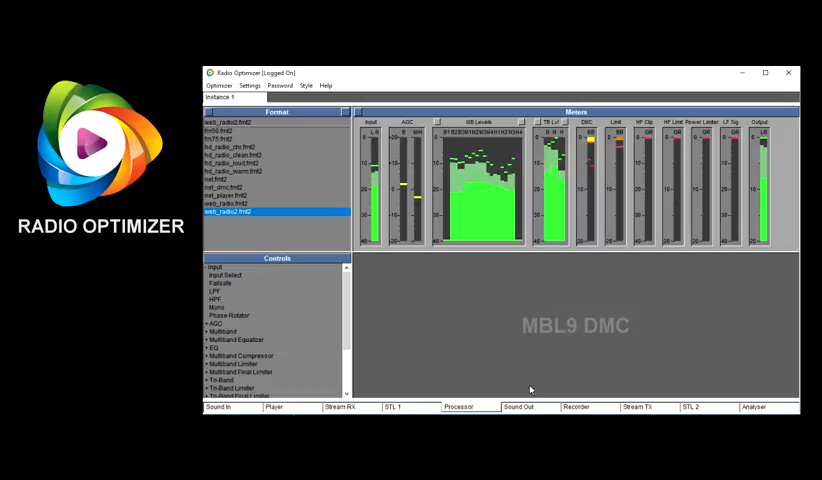 RADIO OPTIMIZER
Radio Optimizer [Logged On]
Optimizer Settings Password Style Help
Instance 1
Format
web_radio2.fmt2
fm50.fmt2
fm75.fmt2
hd_radio_chr.fmt2
hd_radio_clean.fmt2
hd_radio_loud.fmt2
hd_radio_warm.fmt2
net.fmt2
net_dmc.fmt2
net_player.fmt2
web_radio.fmt2
web_radio2.fmt2
Controls
- Input
Input Select
Failsafe
LPF
HPF
Mono
Phase Rotator
+ AGC
+ Multiband
+ Multiband Equalizer
+ EQ
+ Multiband Compressor
+ Multiband Limiter
+ Multiband Final Limiter
+ Tri-Band
+ Tri-Band Limiter
+ Tri-Band Final Limiter
Meters
Input AGC MB Levels TB Lvl DMC Limit HF Clip HF Limit Power Limiter LF Sig Output
MBL9 DMC
Sound In Player Stream RX STL 1 Processor Sound Out Recorder Stream TX STL 2 Analyser